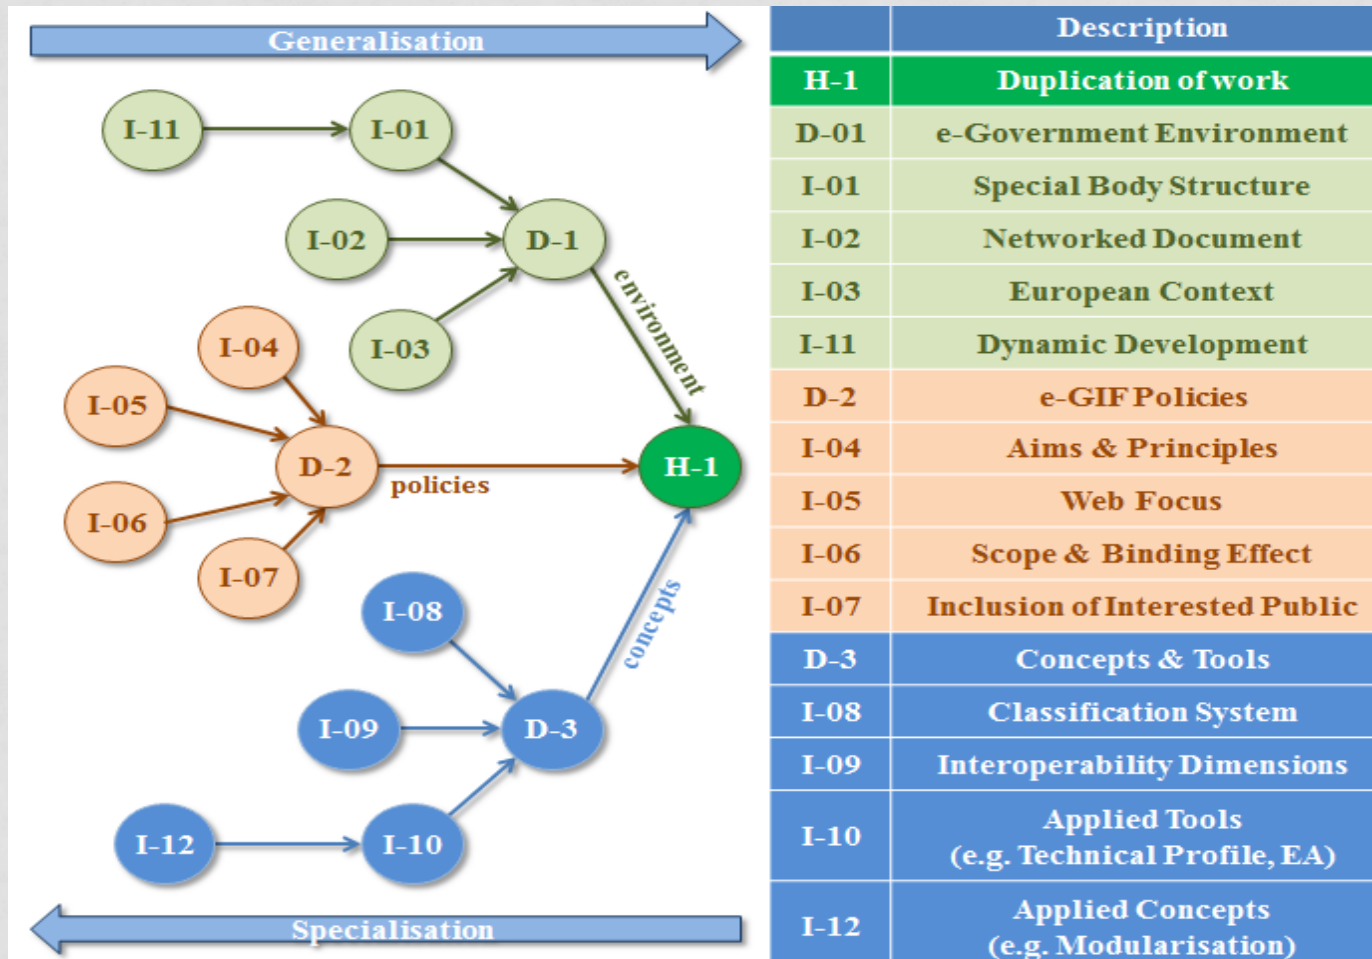 Generalisation
I-11
I-01
I-02
D-1
I-03
environment
I-04
I-05
D-2
policies
H-1
I-06
I-07
I-08
concepts
I-09
D-3
I-12
I-10
Specialisation
Description
H-1 Duplication of work
D-01 e-Government Environment
I-01 Special Body Structure
I-02 Networked Document
I-03 European Context
I-11 Dynamic Development
D-2 e-GIF Policies
I-04 Aims & Principles
I-05 Web Focus
I-06 Scope & Binding Effect
I-07 Inclusion of Interested Public
D-3 Concepts & Tools
I-08 Classification System
I-09 Interoperability Dimensions
I-10 Applied Tools
(e.g. Technical Profile, EA)
I-12 Applied Concepts
(e.g. Modularisation)